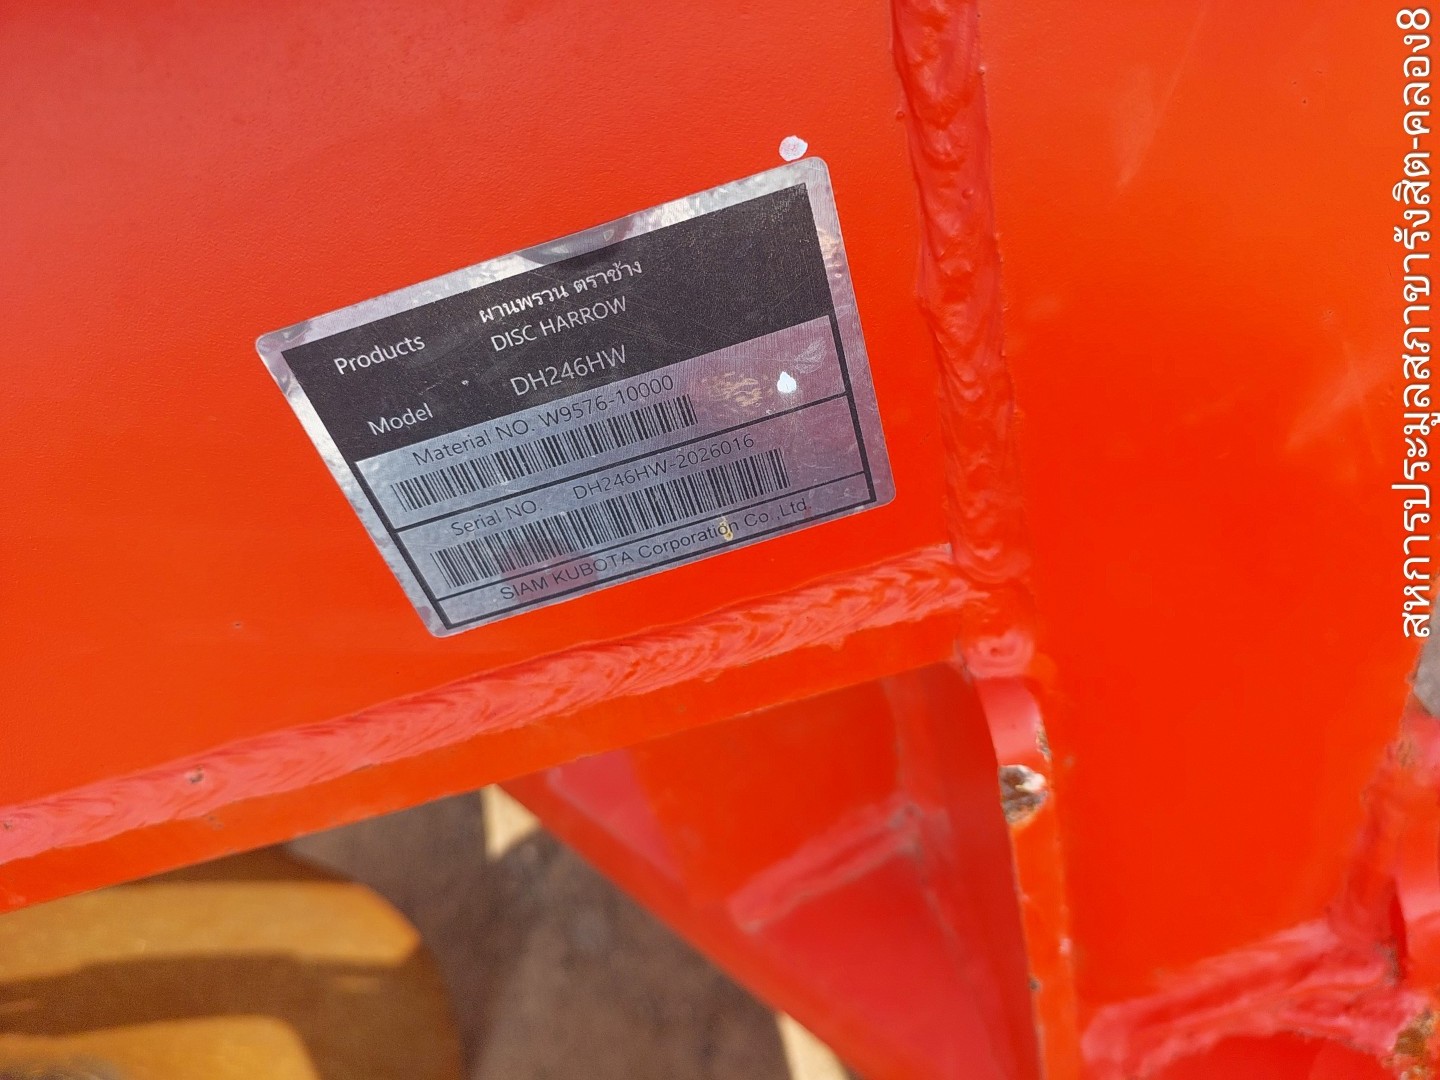 Products ผานพรวน ตราช้าง
DISC HARROW
Model DH246HW
Material NO. W9576-10000
Serial NO. DH246HW-2026016
SIAM KUBOTA Corporation Co.,Ltd.
สหการประมูลสาขารังสิต-คลอง8